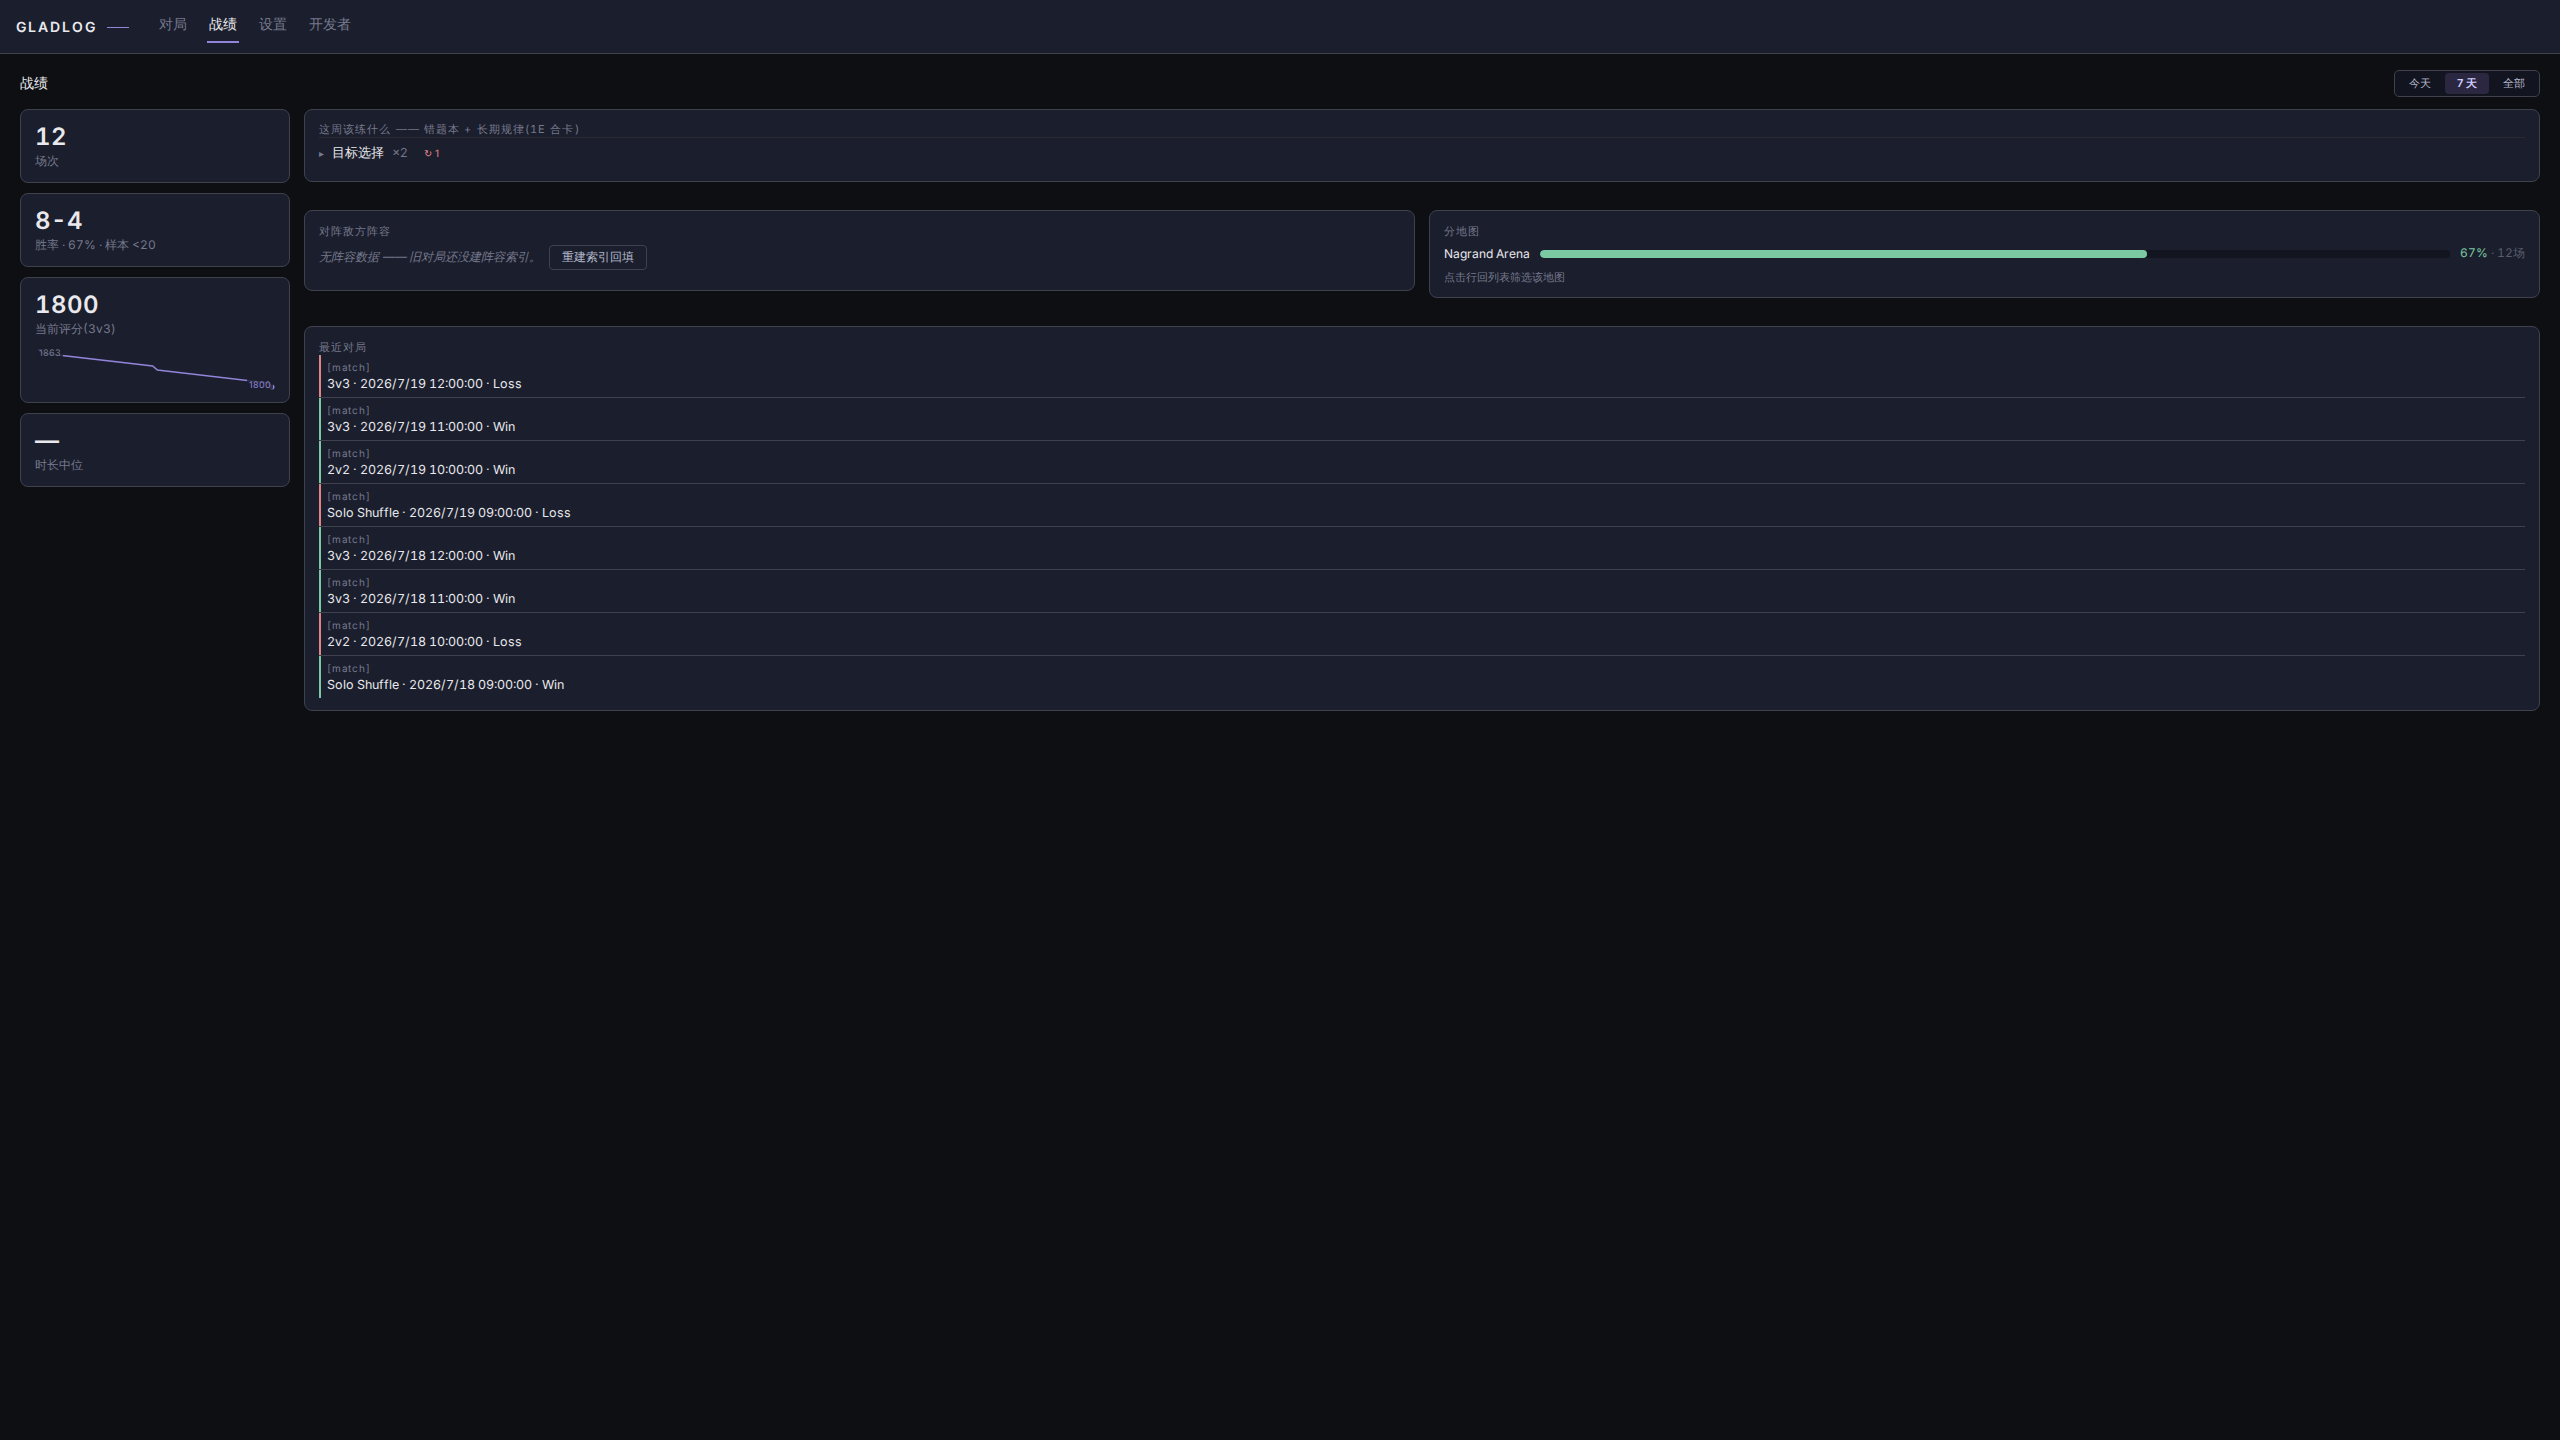 GLADLOG 对局 战绩 设置 开发者
战绩
今天 7 天 全部
12
场次
8-4
胜率 · 67% · 样本 <20
1800
当前评分(3v3)
1863
1800
—
时长中位
这周该练什么 —— 错题本 + 长期规律(1E 合卡)
▸ 目标选择 ×2 ↻ 1
对阵敌方阵容
无阵容数据 —— 旧对局还没建阵容索引。 重建索引回填
分地图
Nagrand Arena 67% · 12场
点击行回列表筛选该地图
最近对局
[match]
3v3 · 2026/7/19 12:00:00 · Loss
[match]
3v3 · 2026/7/19 11:00:00 · Win
[match]
2v2 · 2026/7/19 10:00:00 · Win
[match]
Solo Shuffle · 2026/7/19 09:00:00 · Loss
[match]
3v3 · 2026/7/18 12:00:00 · Win
[match]
3v3 · 2026/7/18 11:00:00 · Win
[match]
2v2 · 2026/7/18 10:00:00 · Loss
[match]
Solo Shuffle · 2026/7/18 09:00:00 · Win